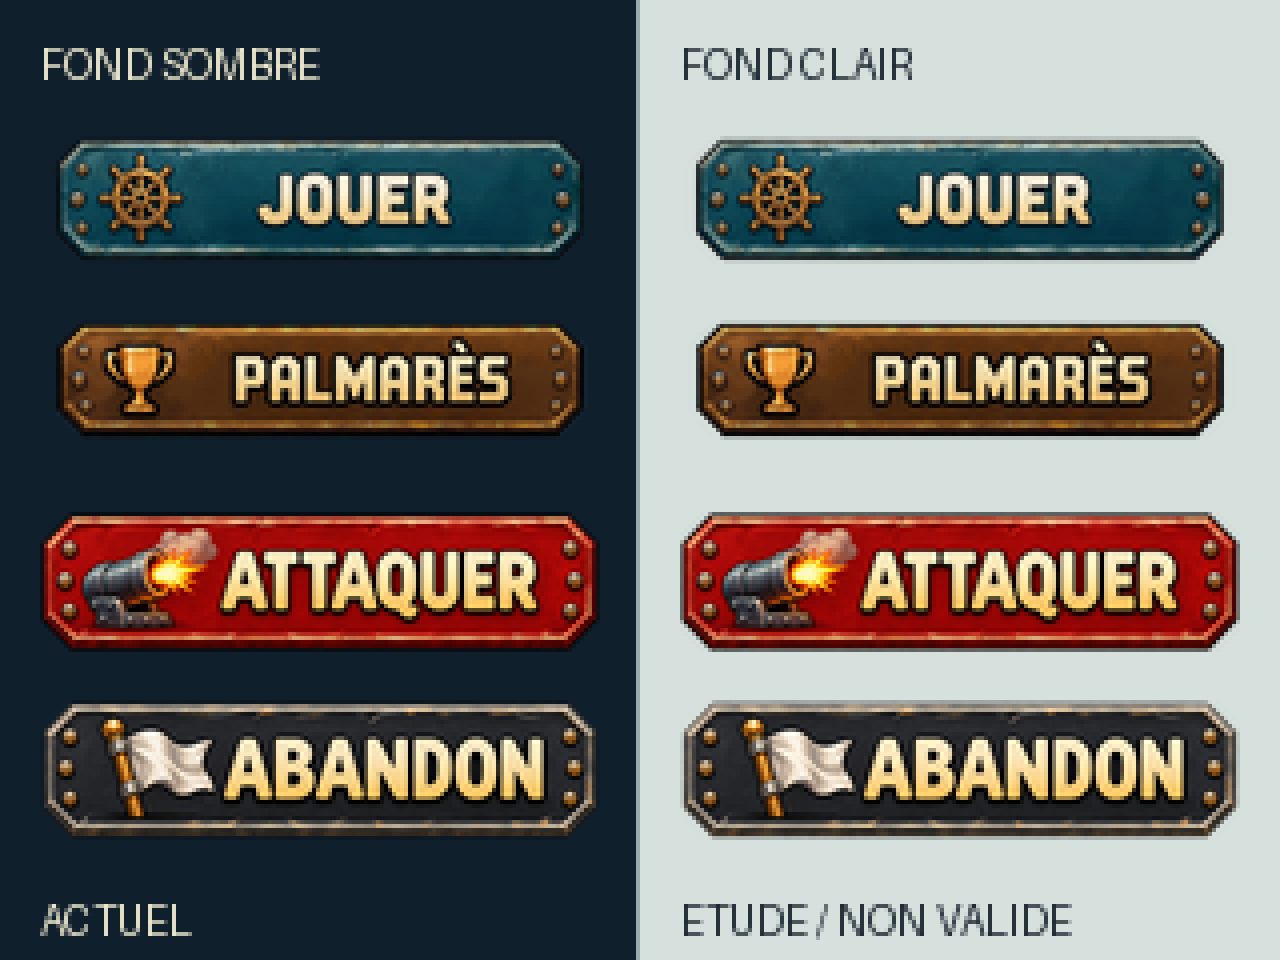 FOND SOMBRE
JOUER
PALMARÈS
ATTAQUER
ABANDON
ACTUEL
FOND CLAIR
JOUER
PALMARÈS
ATTAQUER
ABANDON
ETUDE / NON VALIDE